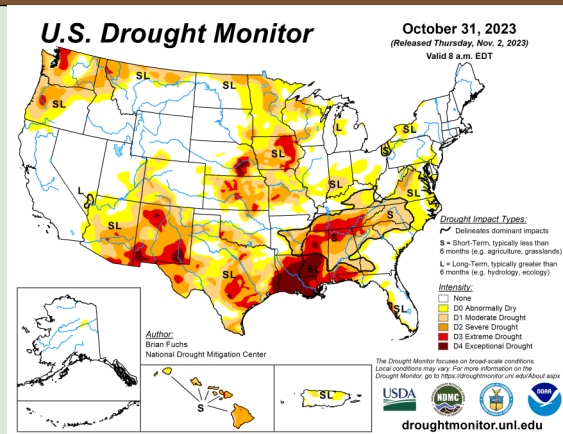 U.S. Drought Monitor
October 31, 2023
(Released Thursday, Nov. 2, 2023)
Valid 8 a.m. EDT
SL
SL
SL
SL
L
SL
S
SL
SL
SL
L
SL
S
S
SL
SL
SL
Drought Impact Types:
Delineates dominant impacts
S = Short-Term, typically less than
6 months (e.g. agriculture, grasslands)
L = Long-Term, typically greater than
6 months (e.g. hydrology, ecology)
Intensity:
None
D0 Abnormally Dry
D1 Moderate Drought
D2 Severe Drought
D3 Extreme Drought
D4 Exceptional Drought
Author:
Brian Fuchs
National Drought Mitigation Center
S
SL
The Drought Monitor focuses on broad-scale conditions.
Local conditions may vary. For more information on the
Drought Monitor, go to https://droughtmonitor.unl.edu/About.aspx
USDA
NDMC
NOAA
droughtmonitor.unl.edu